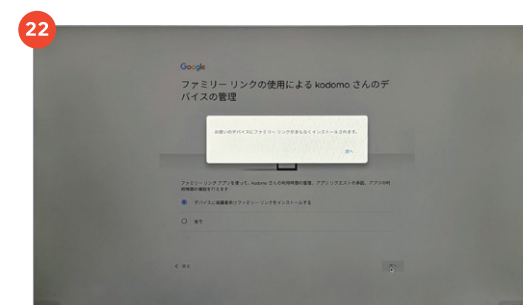 22
Google
ファミリー リンクの使用による kodomo さんのデ
バイスの管理
お使いのデバイスにファミリーリンクがまもなくインストールされます。
次へ
ファミリーリンク アプリを使って、kodomo さんの利用時間の管理、アプリ リクエストの承認、アプリの利
用時間の確認を行えます
デバイスに保護者向けファミリーリンクをインストールする
後で
戻る
次へ